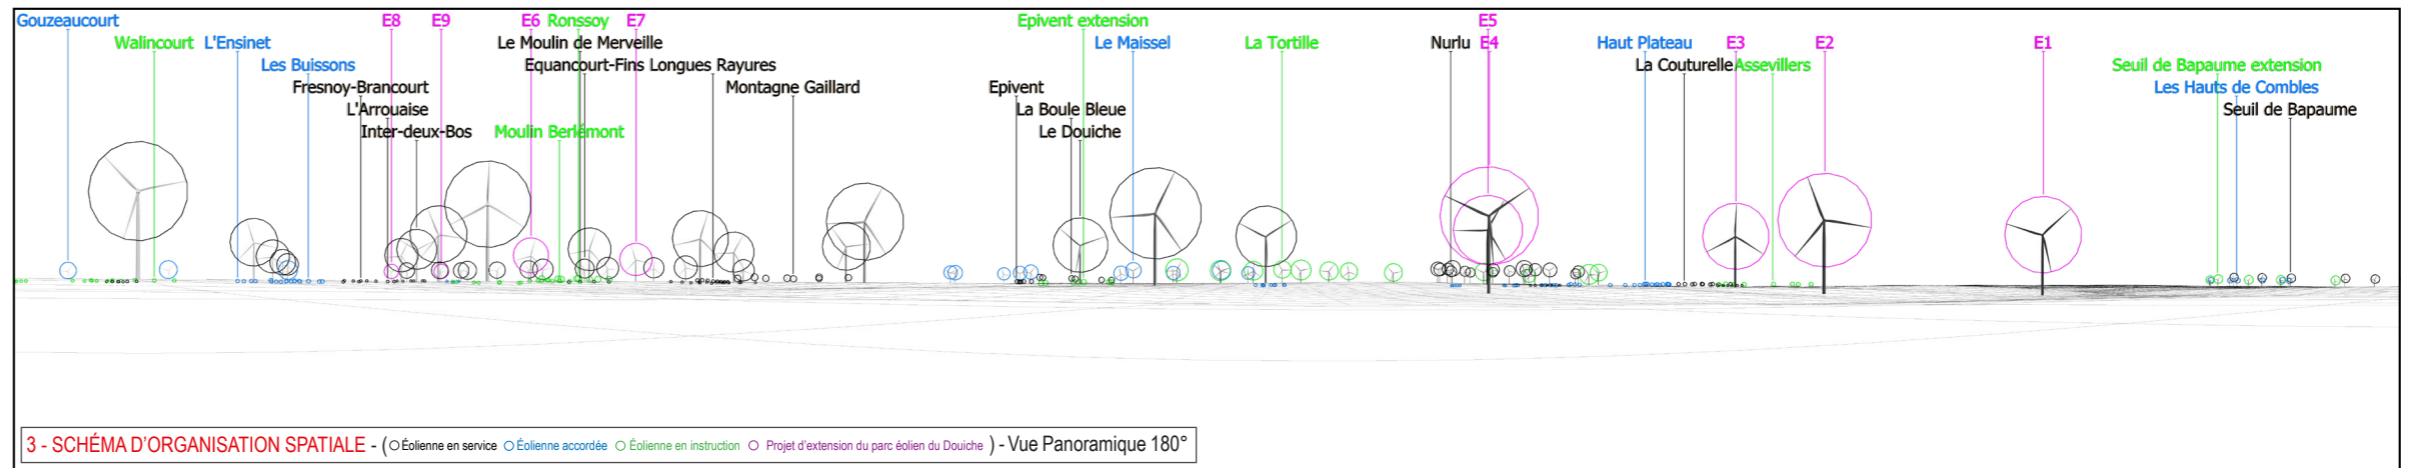 Gouzeaucourt E8 E9 E6 Ronssoy E7 Epivent extension E5
Walincourt L'Ensinet Le Moulin de Merveille Le Maissel La Tortille Nurlu E4 Haut Plateau E3 E2 E1
Les Buissons Equancourt-Fins Longues Rayures La Couturelle Assevillers Seuil de Bapaume extension
Fresnoy-Brancourt Montagne Gaillard Epivent Les Hauts de Combles
L'Arrouaise La Boule Bleue Seuil de Bapaume
Inter-deux-Bos Moulin Berlémont Le Douiche
3 - SCHÉMA D'ORGANISATION SPATIALE - ( Éolienne en service Éolienne accordée Éolienne en instruction Projet d'extension du parc éolien du Douiche ) - Vue Panoramique 180°